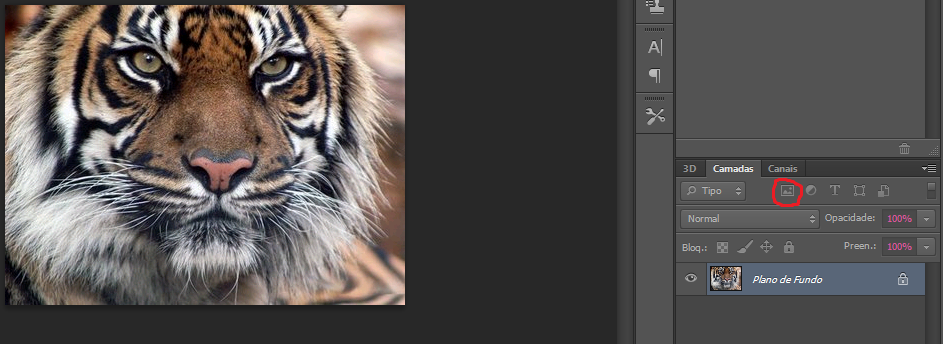 A|
¶
3D Camadas Canais
Tipo T
Normal Opacidade: 100%
Bloq.: Preen.: 100%
Plano de Fundo